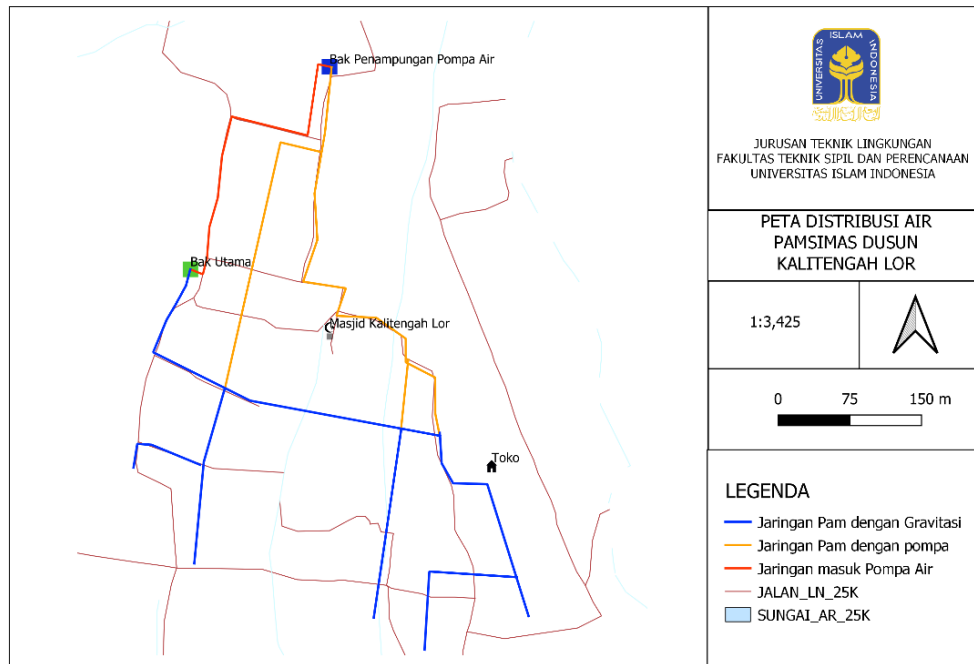 Bak Penampungan Pompa Air
Bak Utama
Masjid Kalitengah Lor
Toko
UNIVERSITAS ISLAM INDONESIA
JURUSAN TEKNIK LINGKUNGAN
FAKULTAS TEKNIK SIPIL DAN PERENCANAAN
UNIVERSITAS ISLAM INDONESIA
PETA DISTRIBUSI AIR
PAMSIMAS DUSUN
KALITENGAH LOR
1:3,425
0 75 150 m
LEGENDA
Jaringan Pam dengan Gravitasi
Jaringan Pam dengan pompa
Jaringan masuk Pompa Air
JALAN_LN_25K
SUNGAI_AR_25K